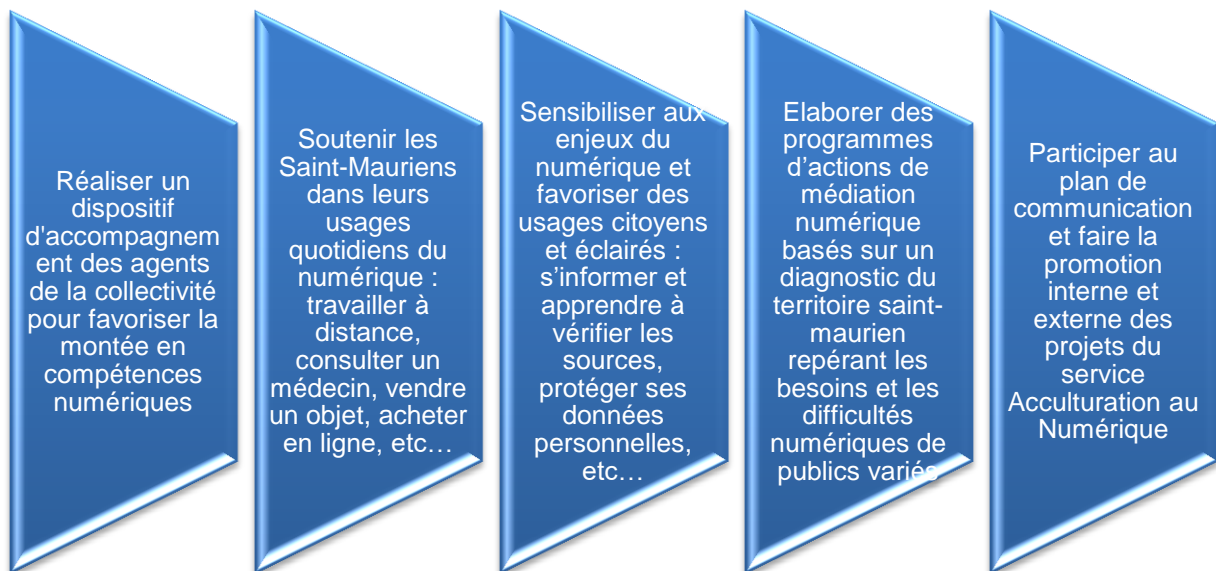 Réaliser un
dispositif
d'accompagnem
ent des agents
de la collectivité
pour favoriser la
montée en
compétences
numériques
Soutenir les
Saint-Mauriens
dans leurs
usages
quotidiens du
numérique :
travailler à
distance,
consulter un
médecin, vendre
un objet, acheter
en ligne, etc…
Sensibiliser aux
enjeux du
numérique et
favoriser des
usages citoyens
et éclairés :
s’informer et
apprendre à
vérifier les
sources,
protéger ses
données
personnelles,
etc…
Elaborer des
programmes
d’actions de
médiation
numérique
basés sur un
diagnostic du
territoire saint-
maurien
repérant les
besoins et les
difficultés
numériques de
publics variés
Participer au
plan de
communication
et faire la
promotion
interne et
externe des
projets du
service
Acculturation au
Numérique